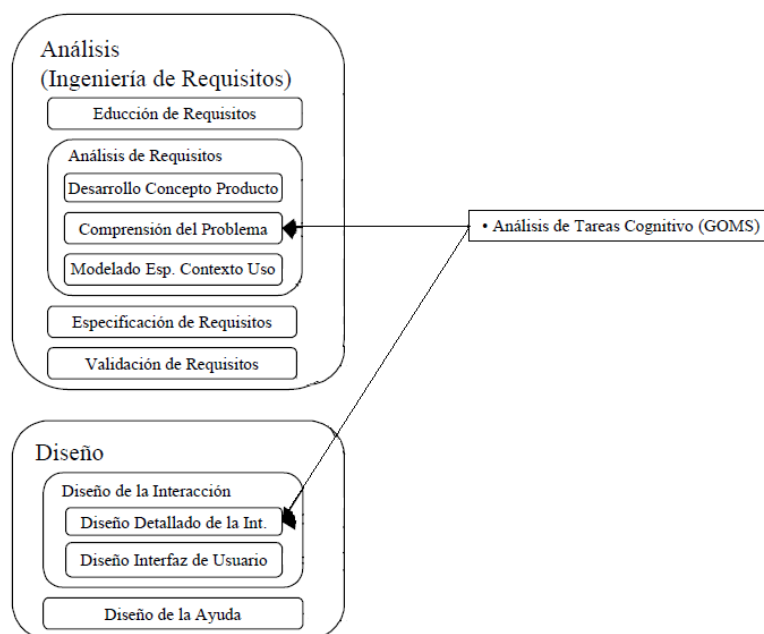 Análisis
(Ingeniería de Requisitos)
Educción de Requisitos
Análisis de Requisitos
Desarrollo Concepto Producto
Comprensión del Problema
Modelado Esp. Contexto Uso
Especificación de Requisitos
Validación de Requisitos
• Análisis de Tareas Cognitivo (GOMS)
Diseño
Diseño de la Interacción
Diseño Detallado de la Int.
Diseño Interfaz de Usuario
Diseño de la Ayuda